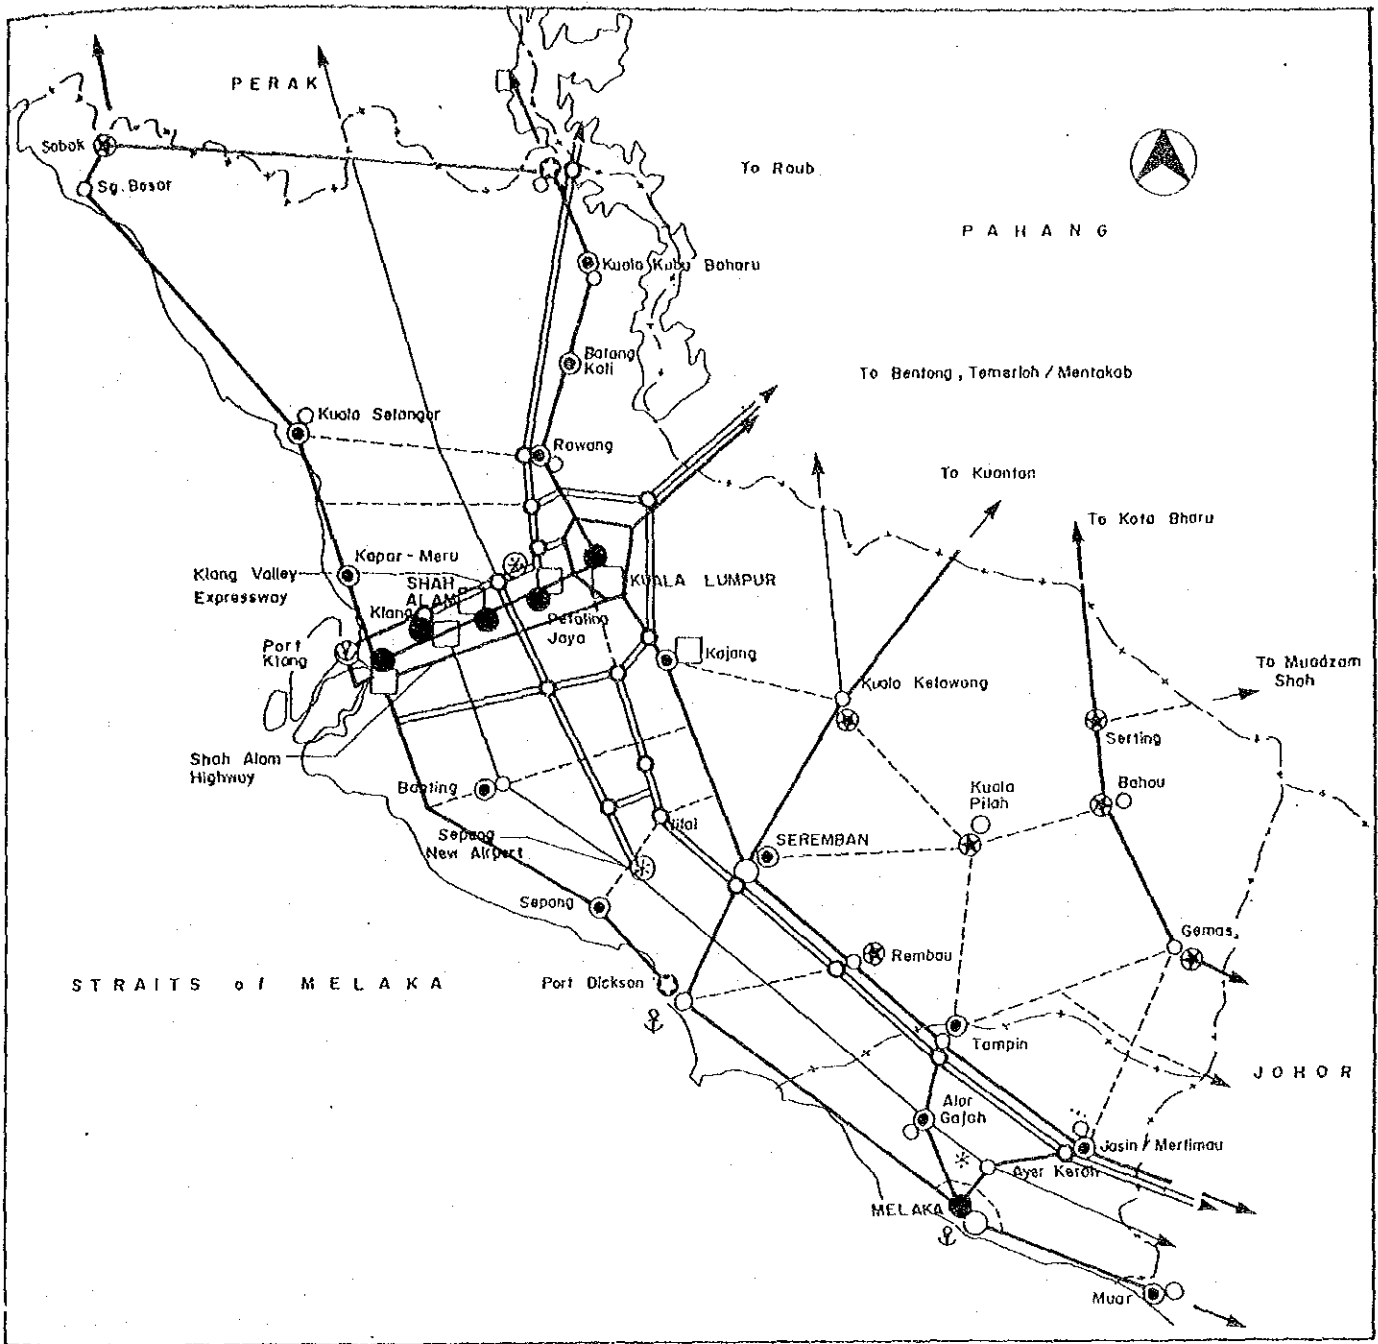 PERAK
Sabak
Sg. Besar
To Raub
PAHANG
Kuala Kubu Baharu
Batang
Kali
To Bentong, Temerloh / Mentakab
Kuala Selangor
Rawang
To Kuantan
To Kota Bharu
Kapar - Meru
Klang Valley
Expressway
SHAH
ALAM
KUALA LUMPUR
Klang
Petaling
Jaya
Port
Klang
Kajang
To Muadzam
Shah
Kuala Kelawang
Serting
Shah Alam
Highway
Banting
Kuala
Pilah
Bahau
Nilai
Sepang
New Airport
SEREMBAN
Sepang
Gemas
Rembau
STRAITS of MELAKA
Port Dickson
Tampin
JOHOR
Alor
Gajah
Jasin / Merlimau
Ayer Keroh
MELAKA
Muar